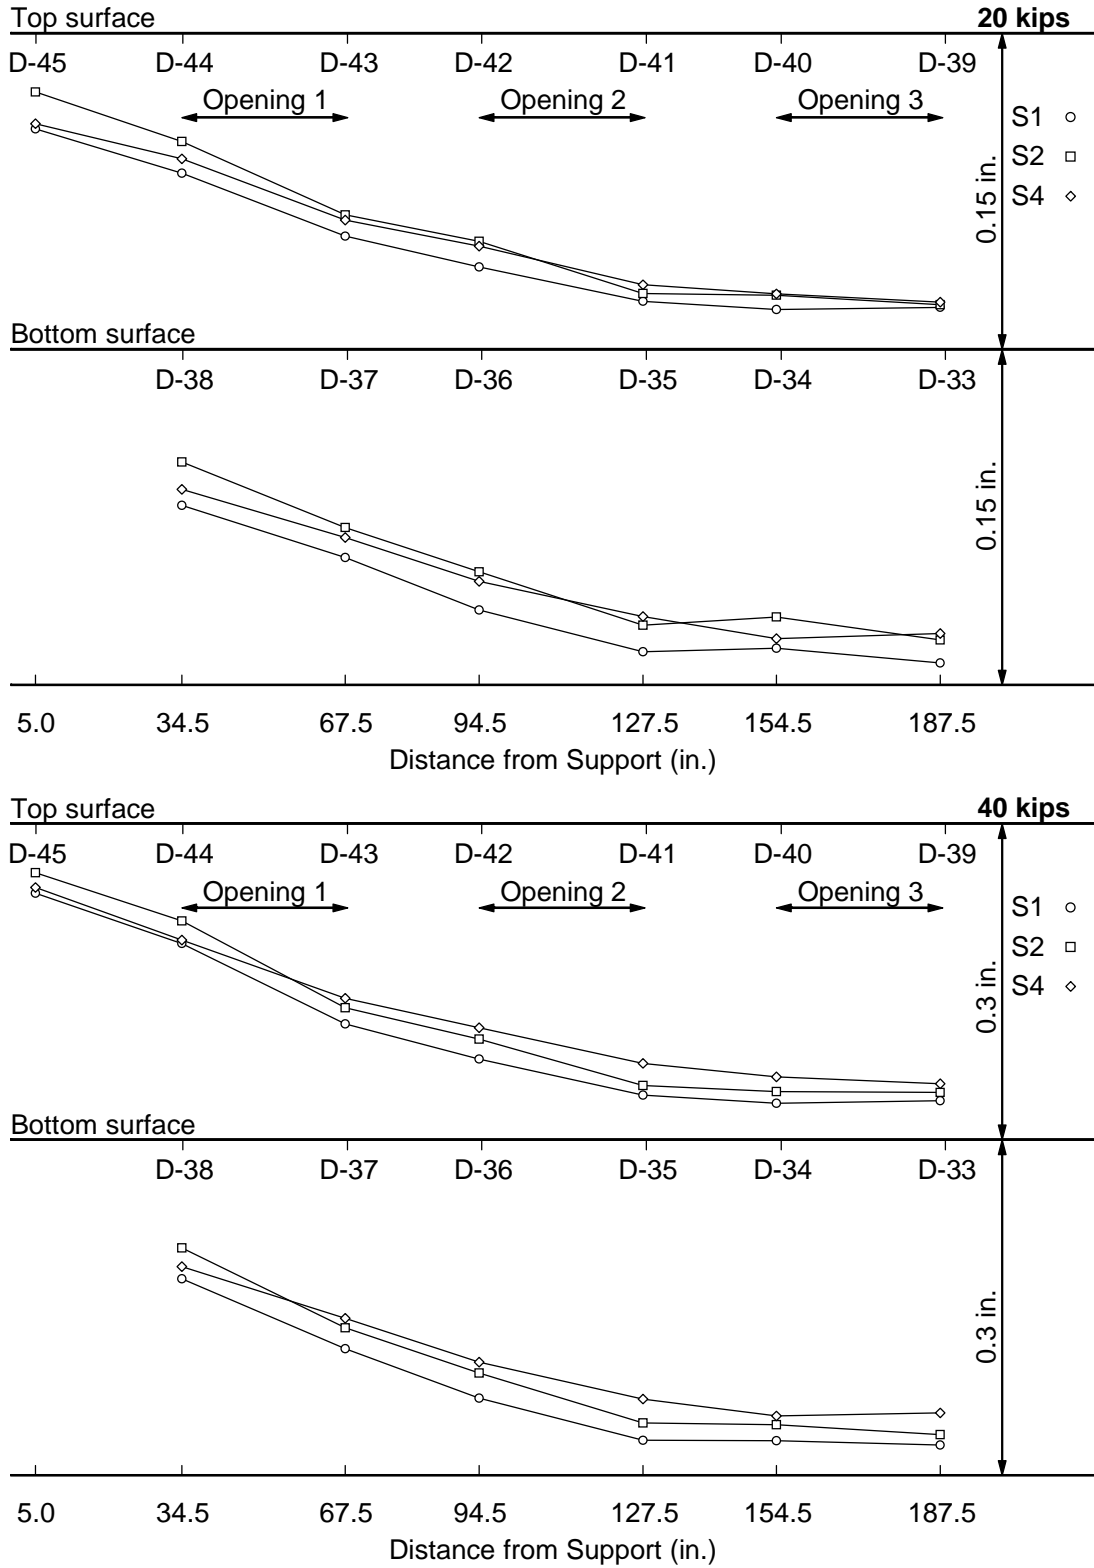 Top surface 20 kips
D-45 D-44 D-43 D-42 D-41 D-40 D-39
Opening 1 Opening 2 Opening 3
S1
S2
S4
0.15 in.
Bottom surface
D-38 D-37 D-36 D-35 D-34 D-33
0.15 in.
5.0 34.5 67.5 94.5 127.5 154.5 187.5
Distance from Support (in.)
Top surface 40 kips
D-45 D-44 D-43 D-42 D-41 D-40 D-39
Opening 1 Opening 2 Opening 3
S1
S2
S4
0.3 in.
Bottom surface
D-38 D-37 D-36 D-35 D-34 D-33
0.3 in.
5.0 34.5 67.5 94.5 127.5 154.5 187.5
Distance from Support (in.)